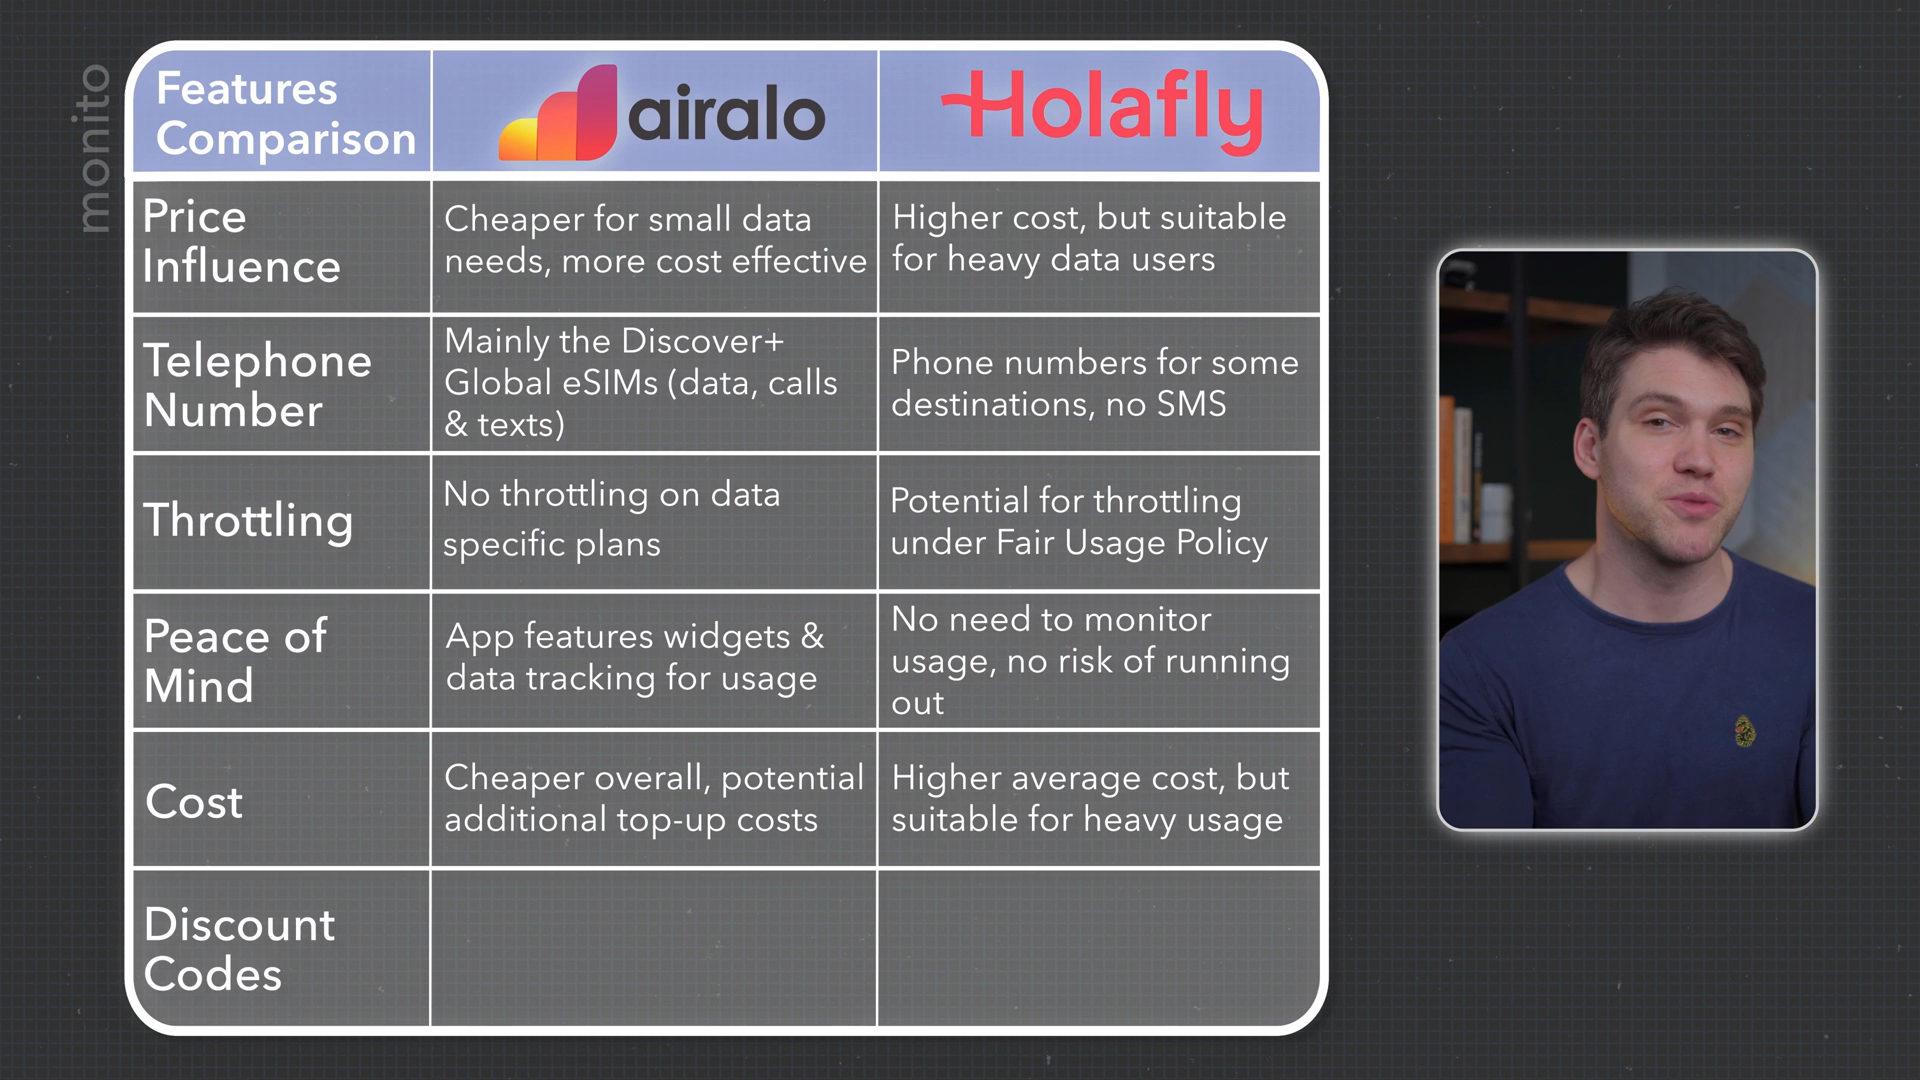 monito
Features
Comparison
airalo
Holafly
Price
Influence
Cheaper for small data
needs, more cost effective
Higher cost, but suitable
for heavy data users
Telephone
Number
Mainly the Discover+
Global eSIMs (data, calls
& texts)
Phone numbers for some
destinations, no SMS
Throttling
No throttling on data
specific plans
Potential for throttling
under Fair Usage Policy
Peace of
Mind
App features widgets &
data tracking for usage
No need to monitor
usage, no risk of running
out
Cost
Cheaper overall, potential
additional top-up costs
Higher average cost, but
suitable for heavy usage
Discount
Codes